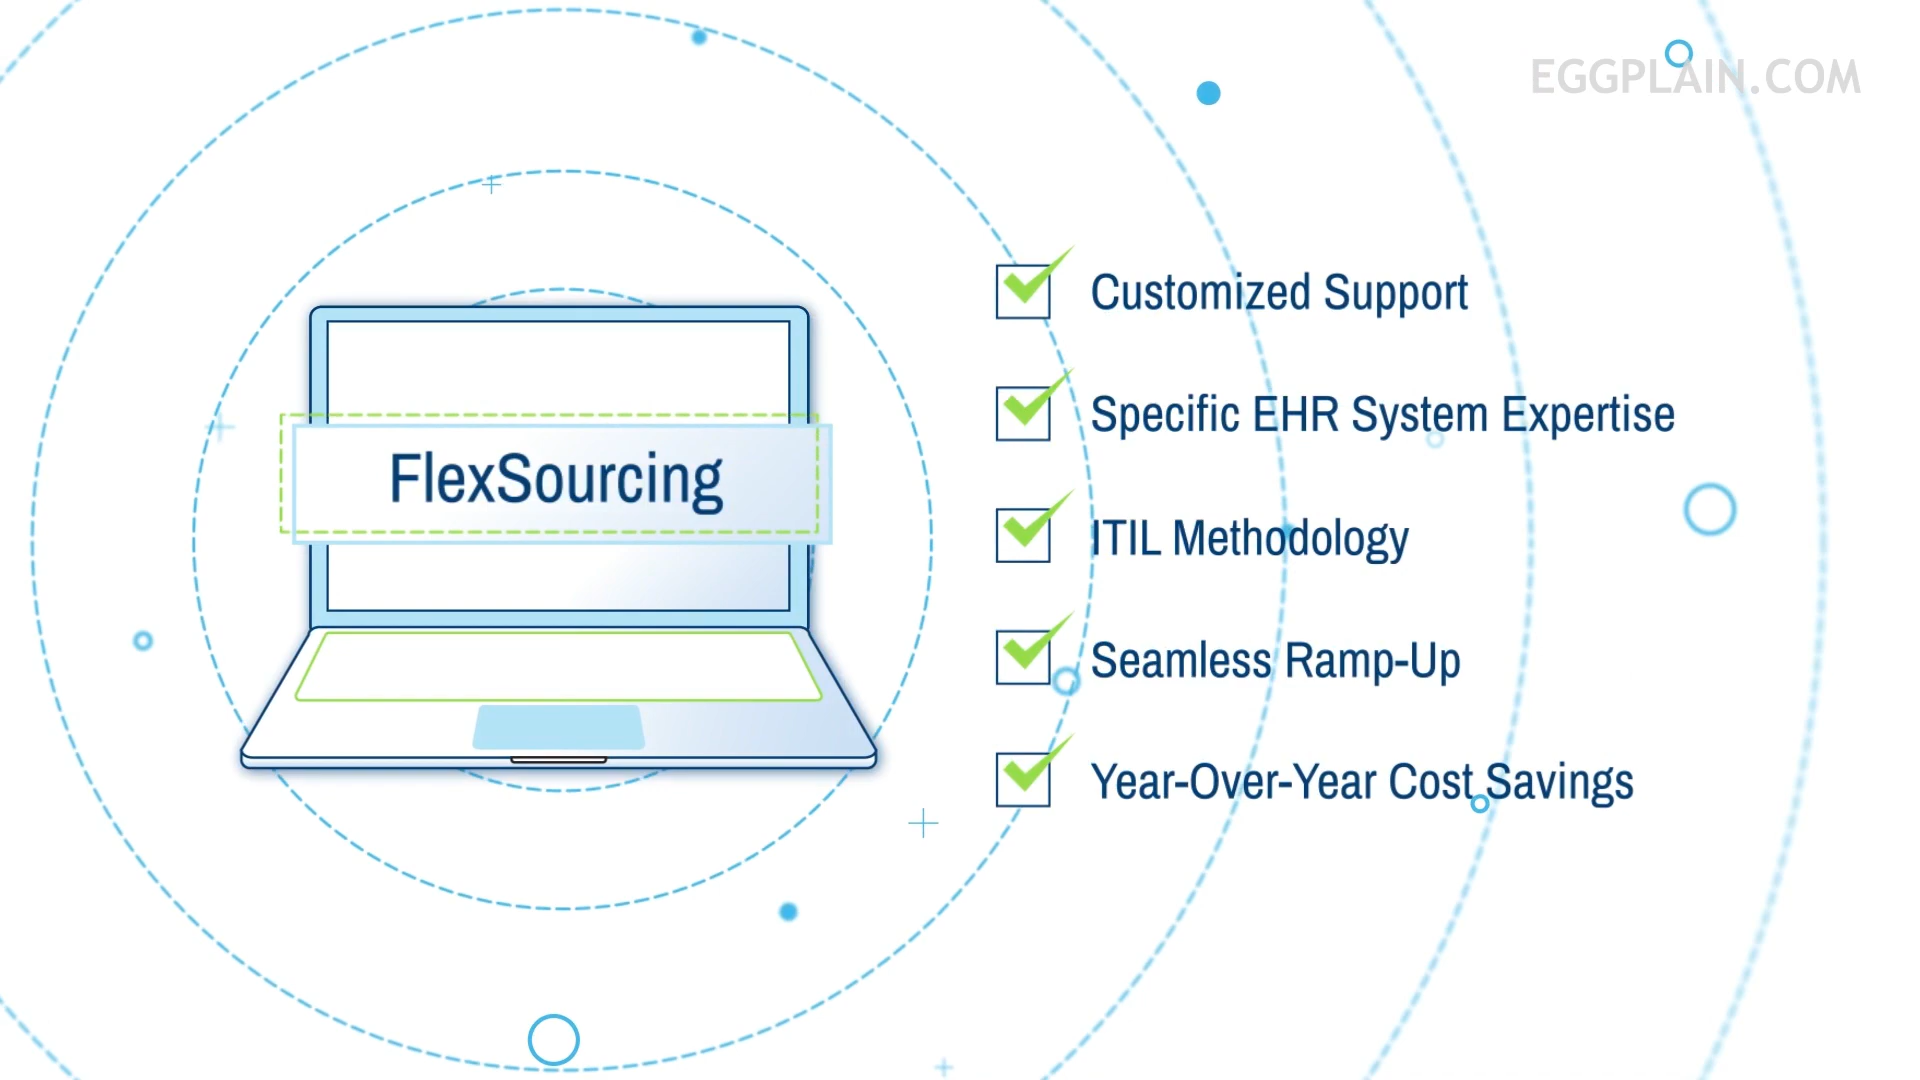 EGGPLAIN.COM
FlexSourcing
Customized Support
Specific EHR System Expertise
ITIL Methodology
Seamless Ramp-Up
Year-Over-Year Cost Savings